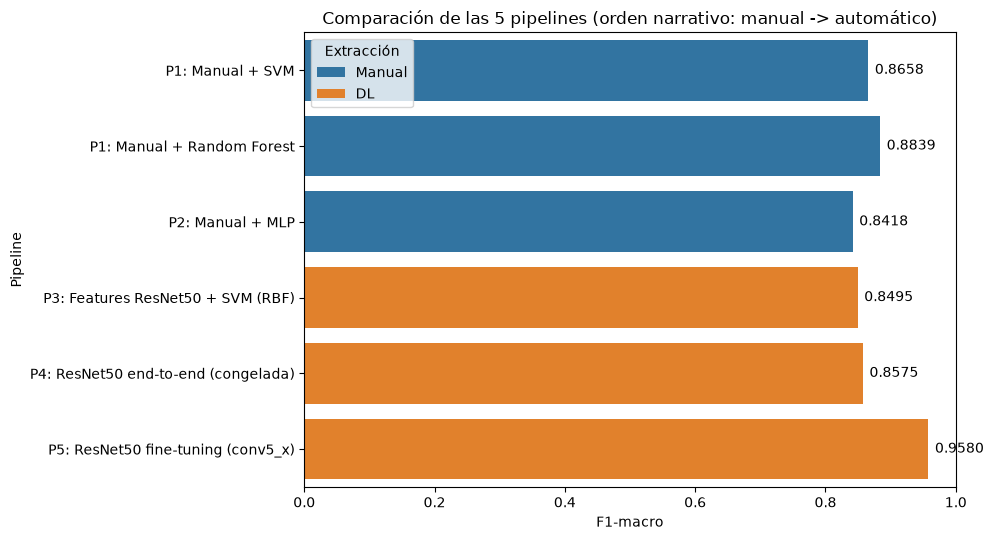 Comparación de las 5 pipelines (orden narrativo: manual -> automático)
Extracción
Manual
DL
P1: Manual + SVM
0.8658
P1: Manual + Random Forest
0.8839
P2: Manual + MLP
0.8418
P3: Features ResNet50 + SVM (RBF)
0.8495
P4: ResNet50 end-to-end (congelada)
0.8575
P5: ResNet50 fine-tuning (conv5_x)
0.9580
Pipeline
0.0 0.2 0.4 0.6 0.8 1.0
F1-macro